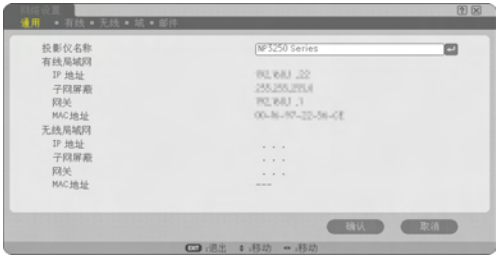 网络设置
通用 • 有线 • 无线 • 域 • 邮件
投影仪名称 NP3250 Series
有线局域网
IP 地址 192.168.1 .22
子网屏蔽 255.255.255.0
网关 192.168.1 .1
MAC地址
无线局域网
IP 地址 . . .
子网屏蔽 . . .
网关 . . .
MAC地址 ---
确认 取消
EXIT :退出 :移动 :移动